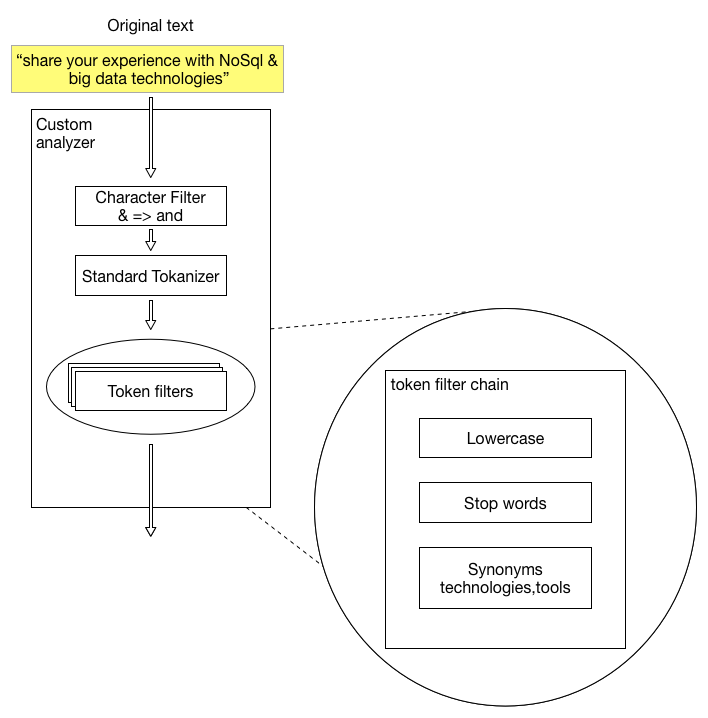 Original text
“share your experience with NoSql &
big data technologies”
Custom
analyzer
Character Filter
& => and
Standard Tokanizer
Token filters
token filter chain
Lowercase
Stop words
Synonyms
technologies,tools